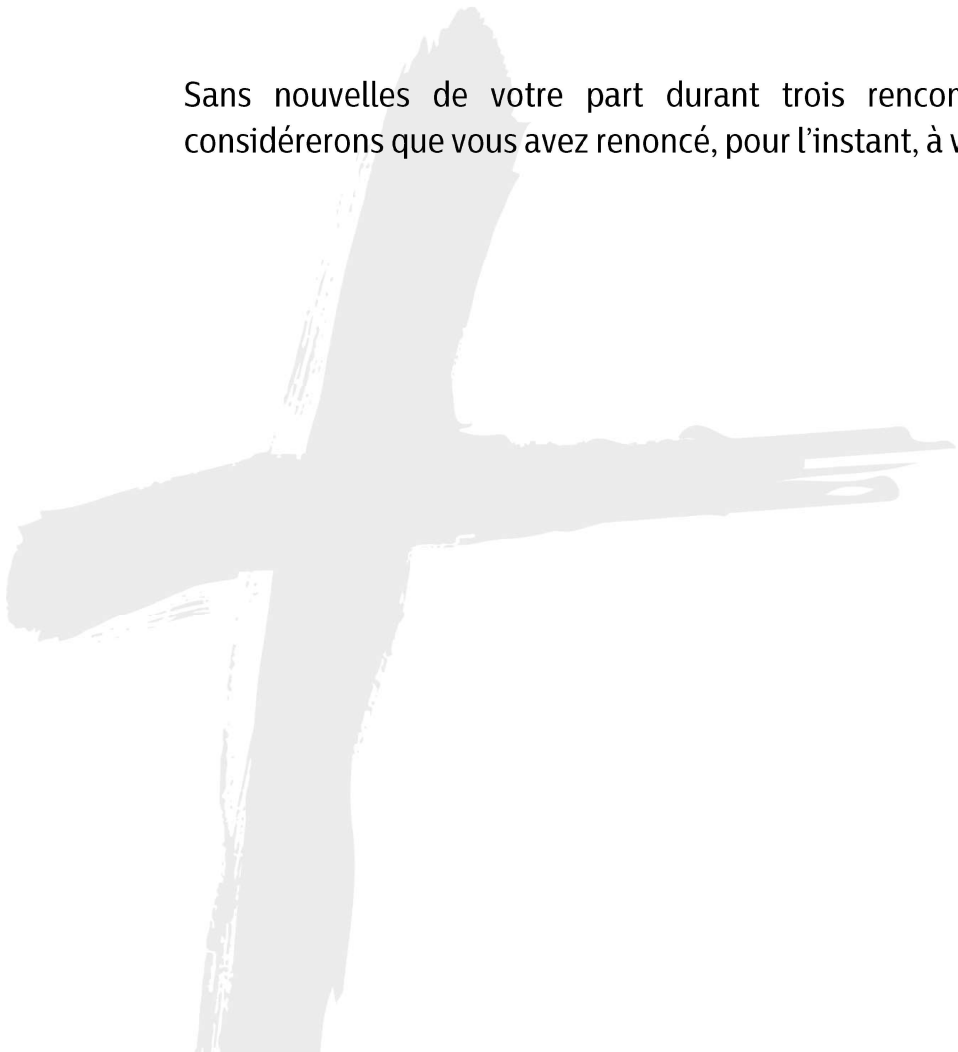 Sans nouvelles de votre part durant trois
considérerons que vous avez renoncé, pour l’instant, à